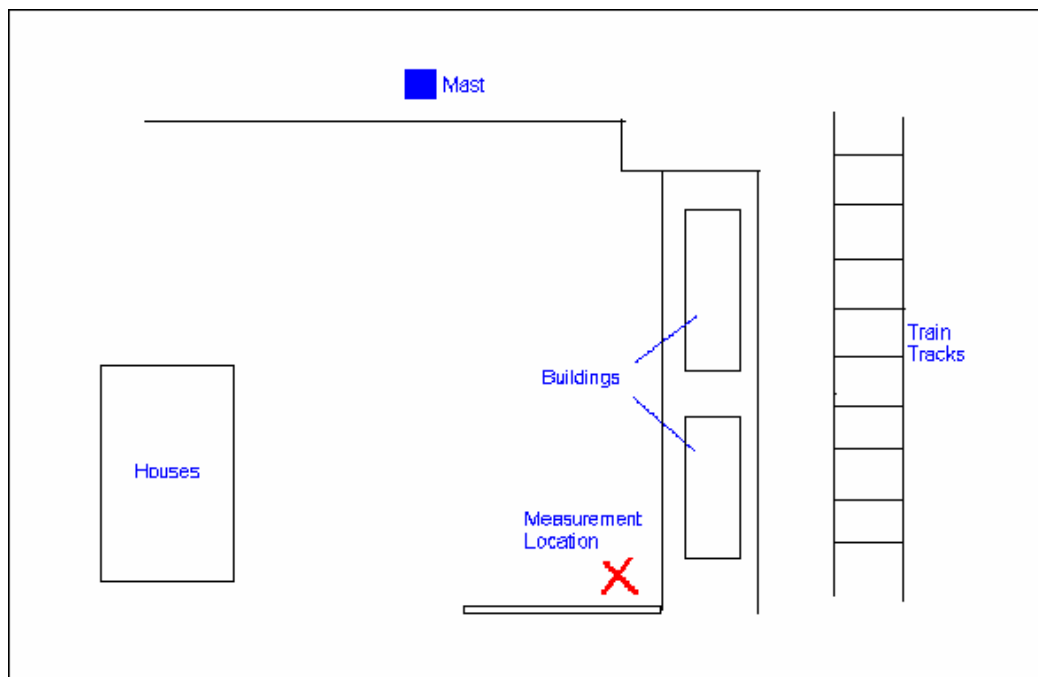 Mast
Train
Tracks
Buildings
Houses
Measurement
Location